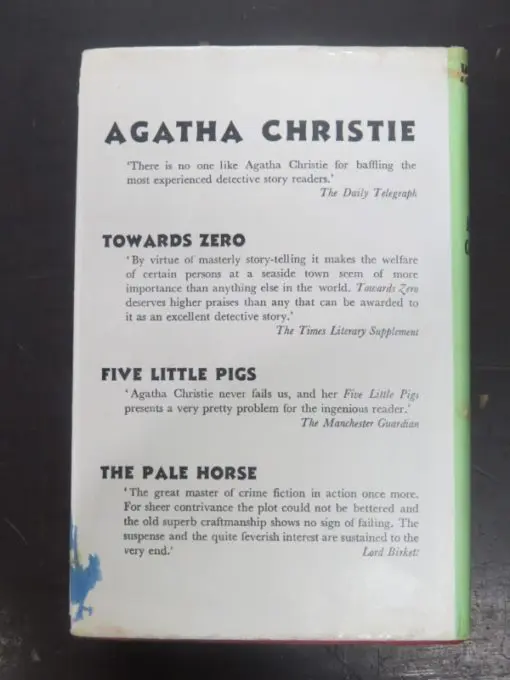 AGATHA CHRISTIE
'There is no one like Agatha Christie for baffling the
most experienced detective story readers.'
The Daily Telegraph
TOWARDS ZERO
'By virtue of masterly story-telling it makes the welfare
of certain persons at a seaside town seem of more
importance than anything else in the world. Towards Zero
deserves higher praises than any that can be awarded to
it as an excellent detective story.'
The Times Literary Supplement
FIVE LITTLE PIGS
'Agatha Christie never fails us, and her Five Little Pigs
presents a very pretty problem for the ingenious reader.'
The Manchester Guardian
THE PALE HORSE
'The great master of crime fiction in action once more.
For sheer contrivance the plot could not be bettered and
the old superb craftmanship shows no sign of failing. The
suspense and the quite feverish interest are sustained to the
very end.' Lord Birkett